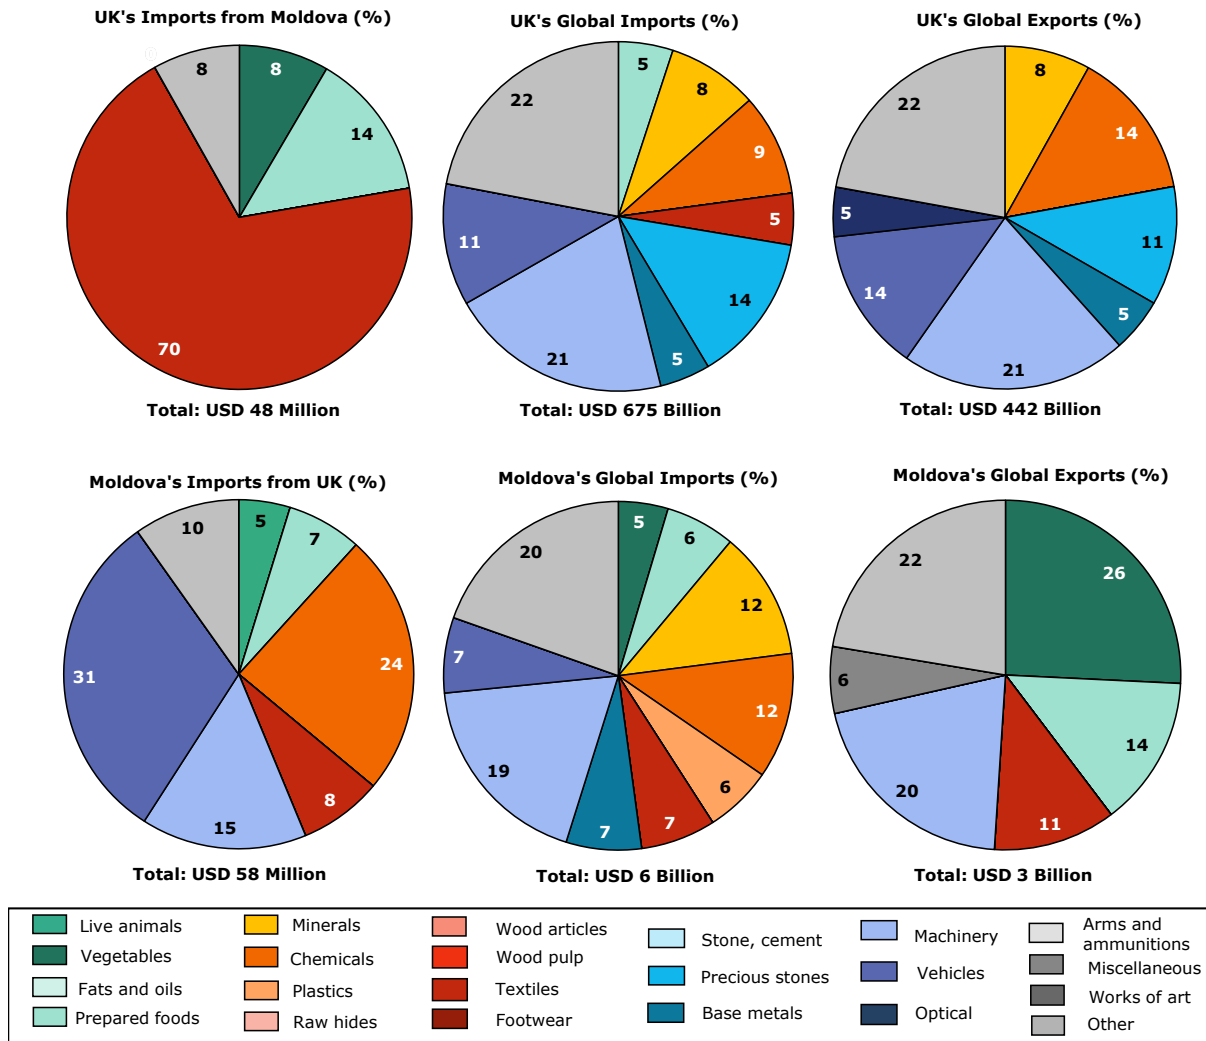 UK's Imports from Moldova (%)
8
8
14
70
Total: USD 48 Million
UK's Global Imports (%)
5
8
9
5
14
5
21
11
22
Total: USD 675 Billion
UK's Global Exports (%)
8
14
11
5
21
14
5
22
Total: USD 442 Billion
Moldova's Imports from UK (%)
5
7
24
8
15
31
10
Total: USD 58 Million
Moldova's Global Imports (%)
5
6
12
12
6
7
7
19
7
20
Total: USD 6 Billion
Moldova's Global Exports (%)
26
14
11
20
6
22
Total: USD 3 Billion
Live animals
Vegetables
Fats and oils
Prepared foods
Minerals
Chemicals
Plastics
Raw hides
Wood articles
Wood pulp
Textiles
Footwear
Stone, cement
Precious stones
Base metals
Machinery
Vehicles
Optical
Arms and
ammunitions
Miscellaneous
Works of art
Other